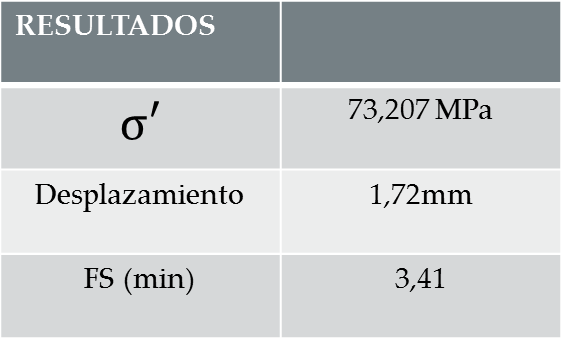 RESULTADOS
σ′ 73,207 MPa
Desplazamiento 1,72mm
FS (min) 3,41